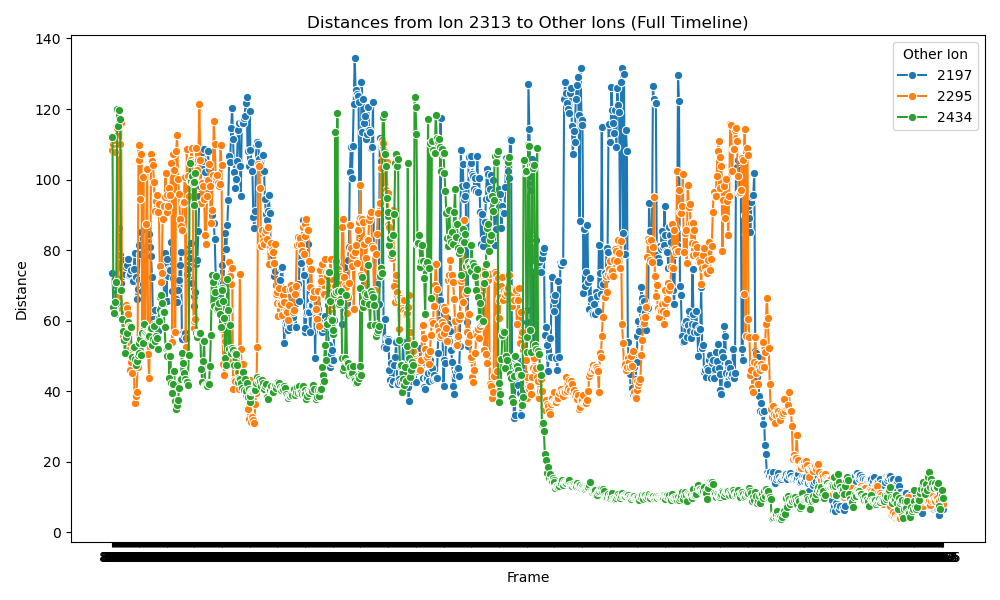 Distances from Ion 2313 to Other Ions (Full Timeline)
140
120
100
80
60
40
20
0
Distance
Frame
Other Ion
2197
2295
2434